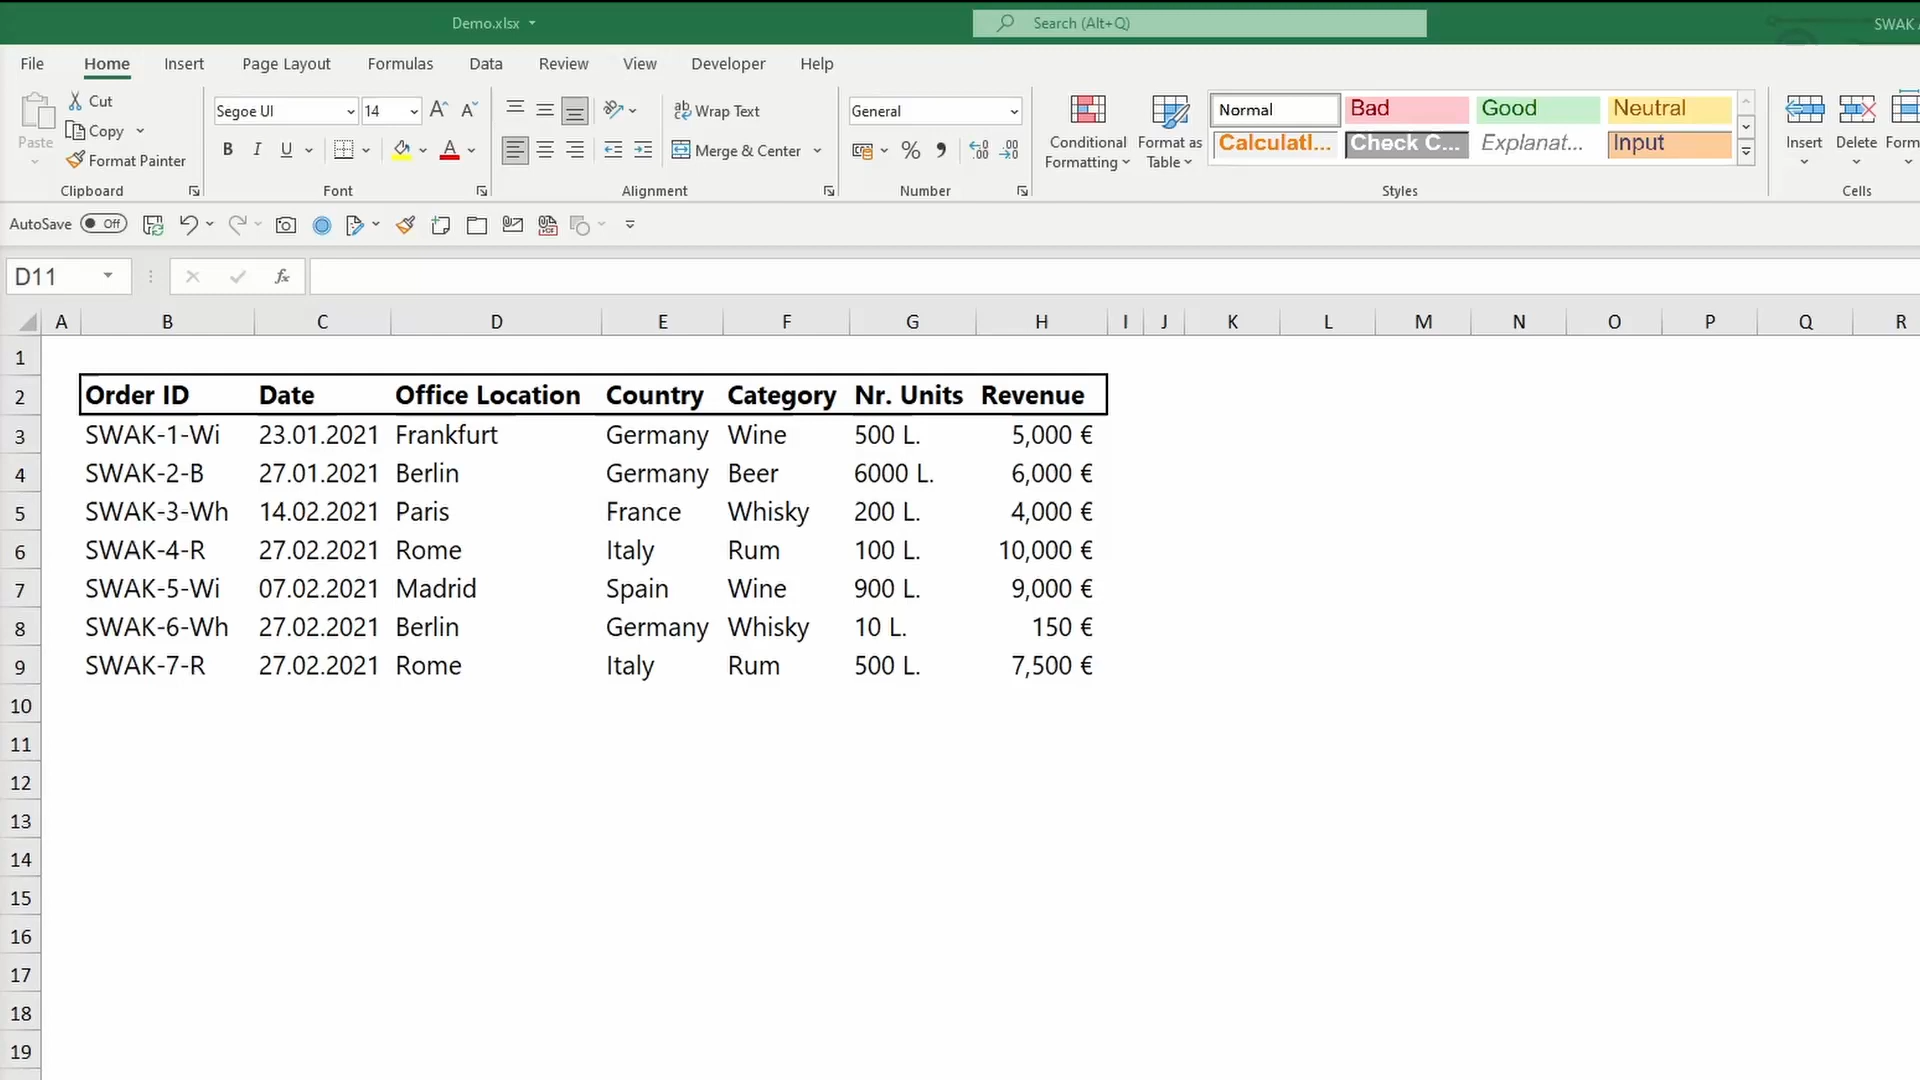 Demo.xlsx
Search (Alt+Q)
SWAK
File Home Insert Page Layout Formulas Data Review View Developer Help
Paste
Cut
Copy
Format Painter
Clipboard
Segoe UI 14
B I U
Font
Wrap Text
Merge & Center
Alignment
General
Number
Conditional Formatting
Format as Table
Normal Bad Good Neutral
Calculati... Check C... Explanat... Input
Styles
Insert Delete Form
Cells
AutoSave Off
D11 fx
A B C D E F G H I J K L M N O P Q R
1
2 Order ID Date Office Location Country Category Nr. Units Revenue
3 SWAK-1-Wi 23.01.2021 Frankfurt Germany Wine 500 L. 5,000 €
4 SWAK-2-B 27.01.2021 Berlin Germany Beer 6000 L. 6,000 €
5 SWAK-3-Wh 14.02.2021 Paris France Whisky 200 L. 4,000 €
6 SWAK-4-R 27.02.2021 Rome Italy Rum 100 L. 10,000 €
7 SWAK-5-Wi 07.02.2021 Madrid Spain Wine 900 L. 9,000 €
8 SWAK-6-Wh 27.02.2021 Berlin Germany Whisky 10 L. 150 €
9 SWAK-7-R 27.02.2021 Rome Italy Rum 500 L. 7,500 €
10
11
12
13
14
15
16
17
18
19